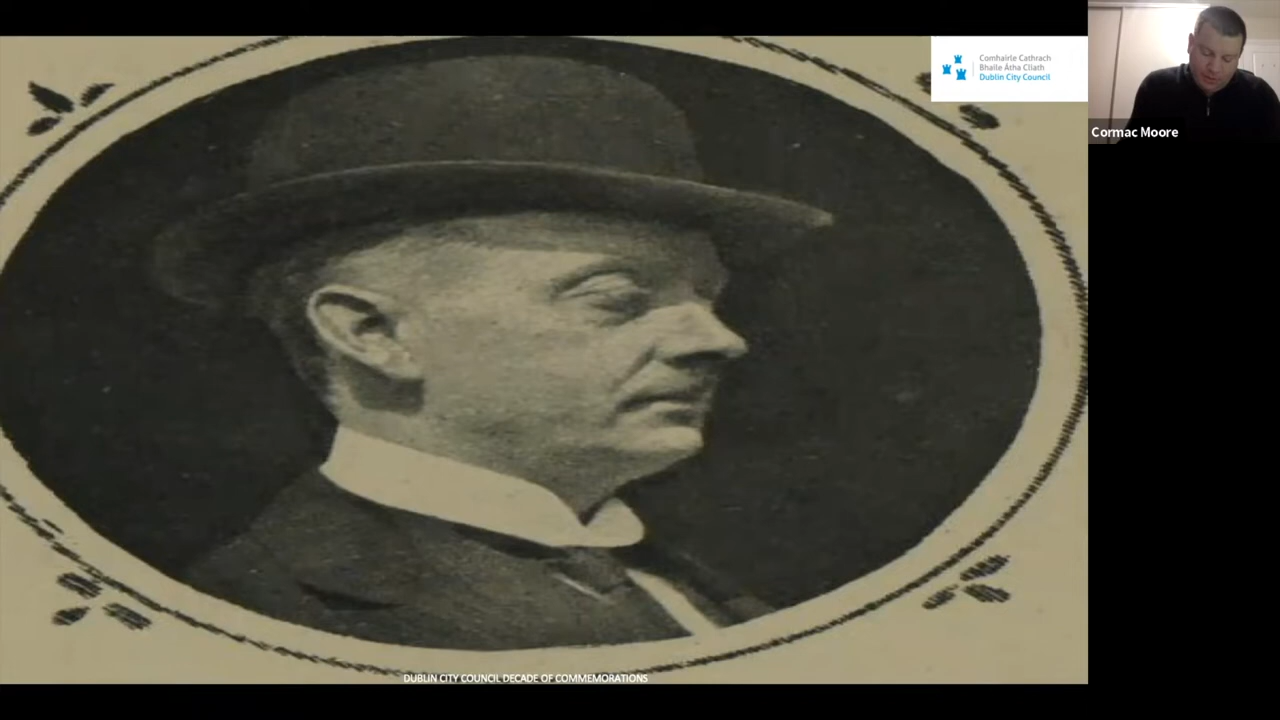 Comhairle Cathrach
Bhaile Átha Cliath
Dublin City Council
Cormac Moore
DUBLIN CITY COUNCIL DECADE OF COMMEMORATIONS